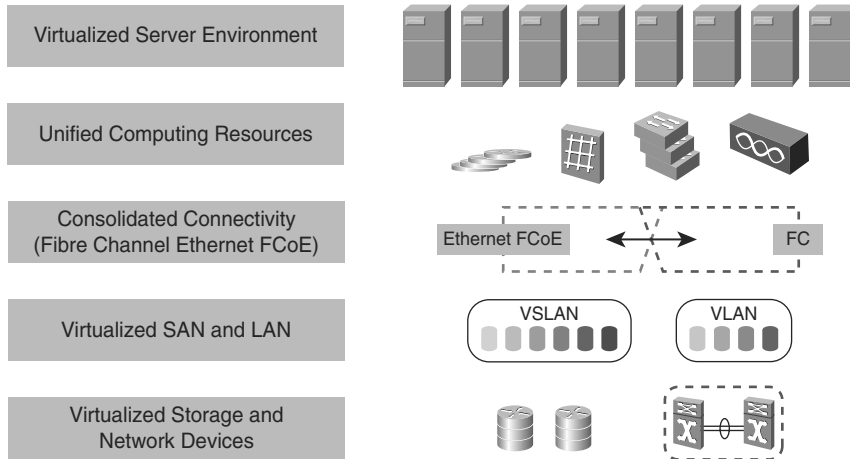 Virtualized Server Environment
Unified Computing Resources
Consolidated Connectivity
(Fibre Channel Ethernet FCoE)
Ethernet FCoE
FC
Virtualized SAN and LAN
VSLAN
VLAN
Virtualized Storage and
Network Devices